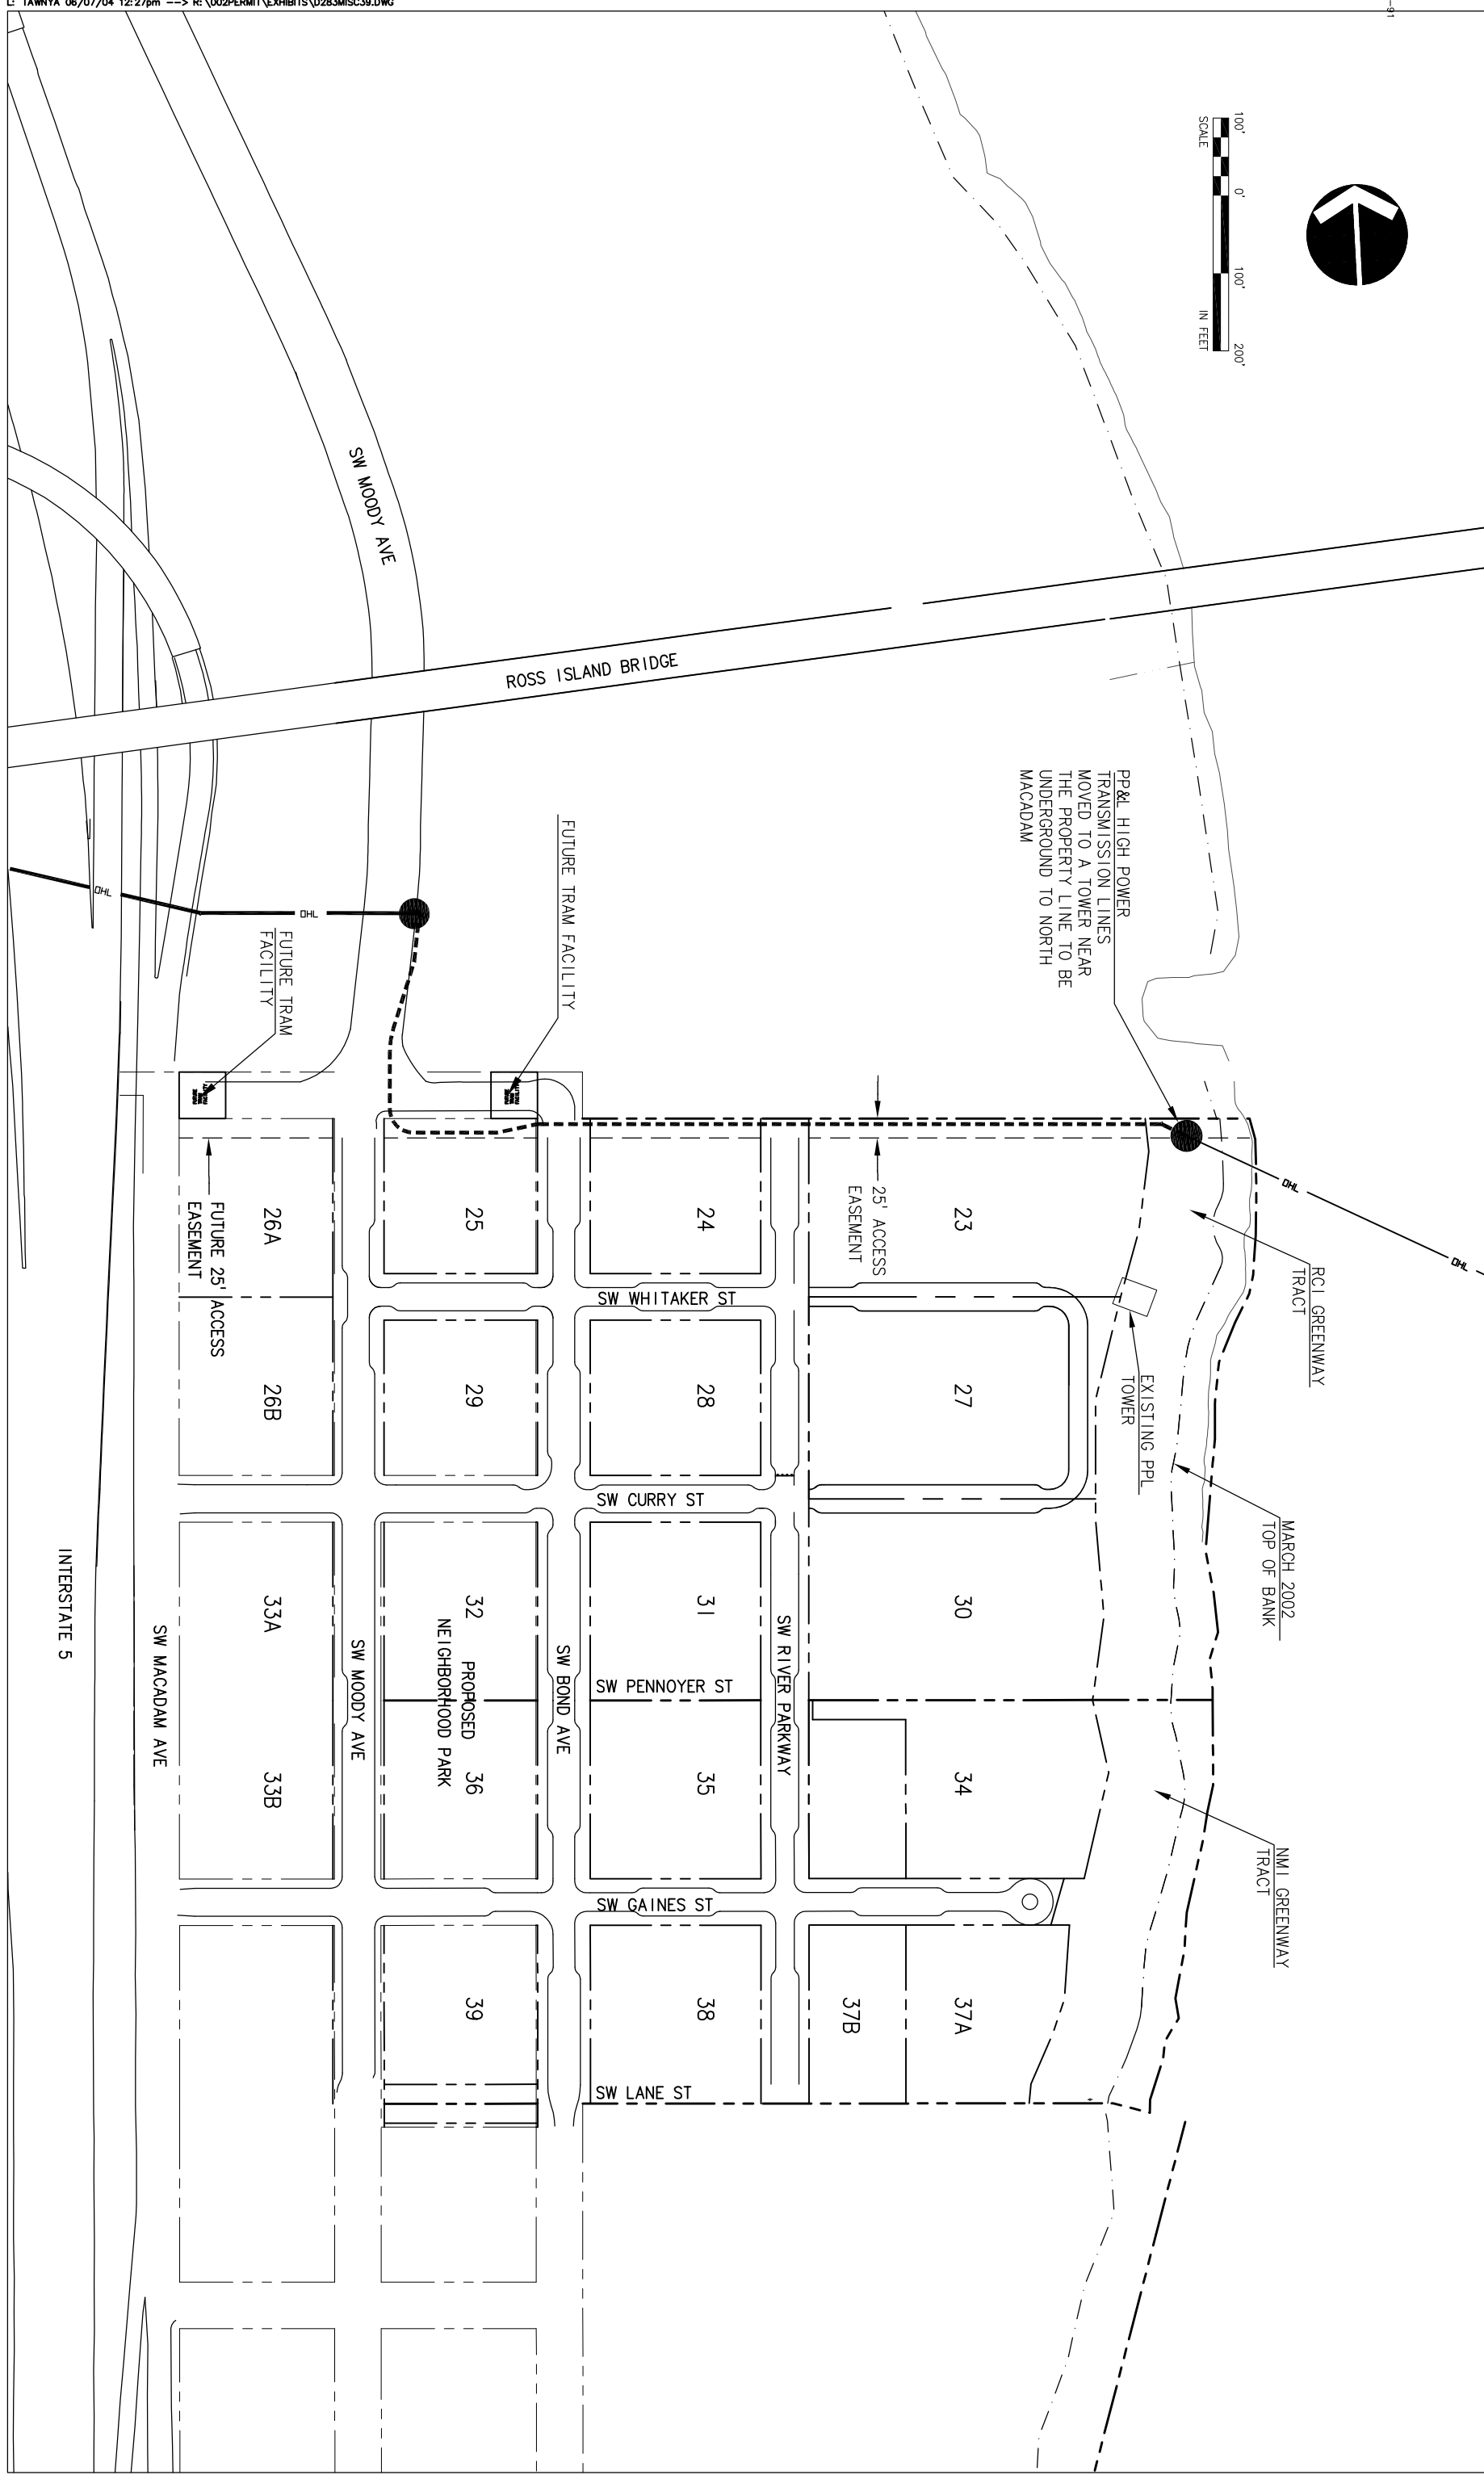 L: TAWNYA 06/07/04 12:27pm --> R:\002PERMIT\EXHIBITS\D283MISC39.DWG
-91
100'
0'
100'
200'
SCALE
IN FEET
SW MOODY AVE
ROSS ISLAND BRIDGE
PP&L HIGH POWER
TRANSMISSION LINES
MOVED TO A TOWER NEAR
THE PROPERTY LINE TO BE
UNDERGROUND TO NORTH
MACADAM
FUTURE TRAM FACILITY
OHL
OHL
FUTURE TRAM
FACILITY
OHL
OHL
25' ACCESS
EASEMENT
FUTURE 25' ACCESS
EASEMENT
26A
25
24
23
RCI GREENWAY
TRACT
SW WHITAKER ST
EXISTING PPL
TOWER
26B
29
28
27
SW CURRY ST
MARCH 2002
TOP OF BANK
INTERSTATE 5
SW MACADAM AVE
33A
SW MOODY AVE
32
PROPOSED
NEIGHBORHOOD PARK
SW BOND AVE
31
SW RIVER PARKWAY
30
SW PENNOYER ST
33B
36
35
34
NMI GREENWAY
TRACT
SW GAINES ST
39
38
37B
37A
SW LANE ST